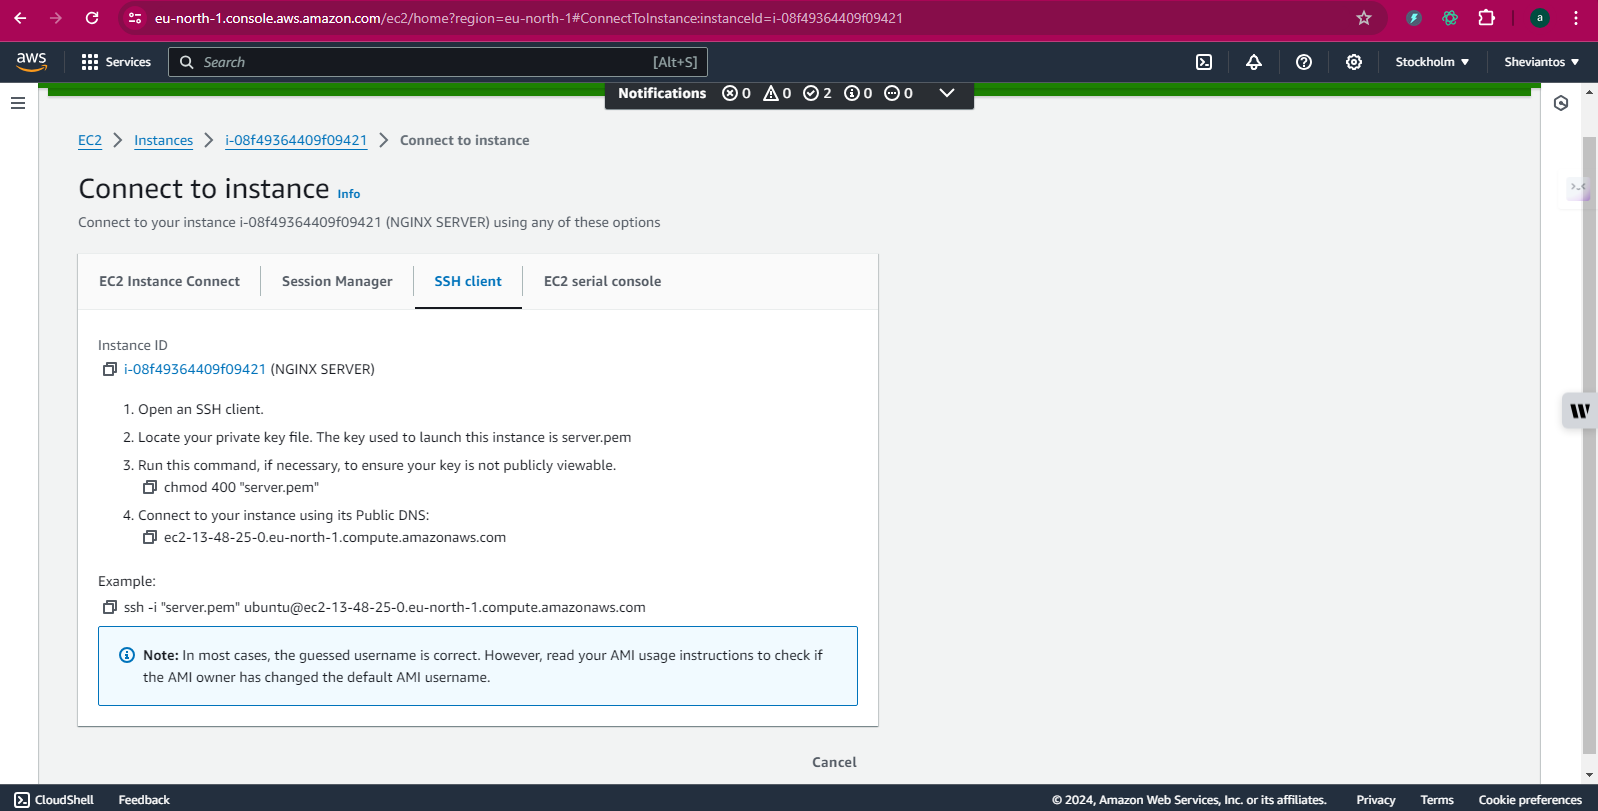 eu-north-1.console.aws.amazon.com/ec2/home?region=eu-north-1#ConnectToInstance:instanceId=i-08f49364409f09421
a
aws
Services
Search
[Alt+S]
Stockholm
Sheviantos
Notifications 0 0 2 0 0
EC2 Instances i-08f49364409f09421 Connect to instance
Connect to instance Info
Connect to your instance i-08f49364409f09421 (NGINX SERVER) using any of these options
EC2 Instance Connect
Session Manager
SSH client
EC2 serial console
Instance ID
i-08f49364409f09421 (NGINX SERVER)
1. Open an SSH client.
2. Locate your private key file. The key used to launch this instance is server.pem
3. Run this command, if necessary, to ensure your key is not publicly viewable.
chmod 400 "server.pem"
4. Connect to your instance using its Public DNS:
ec2-13-48-25-0.eu-north-1.compute.amazonaws.com
Example:
ssh -i "server.pem" ubuntu@ec2-13-48-25-0.eu-north-1.compute.amazonaws.com
Note: In most cases, the guessed username is correct. However, read your AMI usage instructions to check if
the AMI owner has changed the default AMI username.
Cancel
W
CloudShell
Feedback
© 2024, Amazon Web Services, Inc. or its affiliates.
Privacy
Terms
Cookie preferences